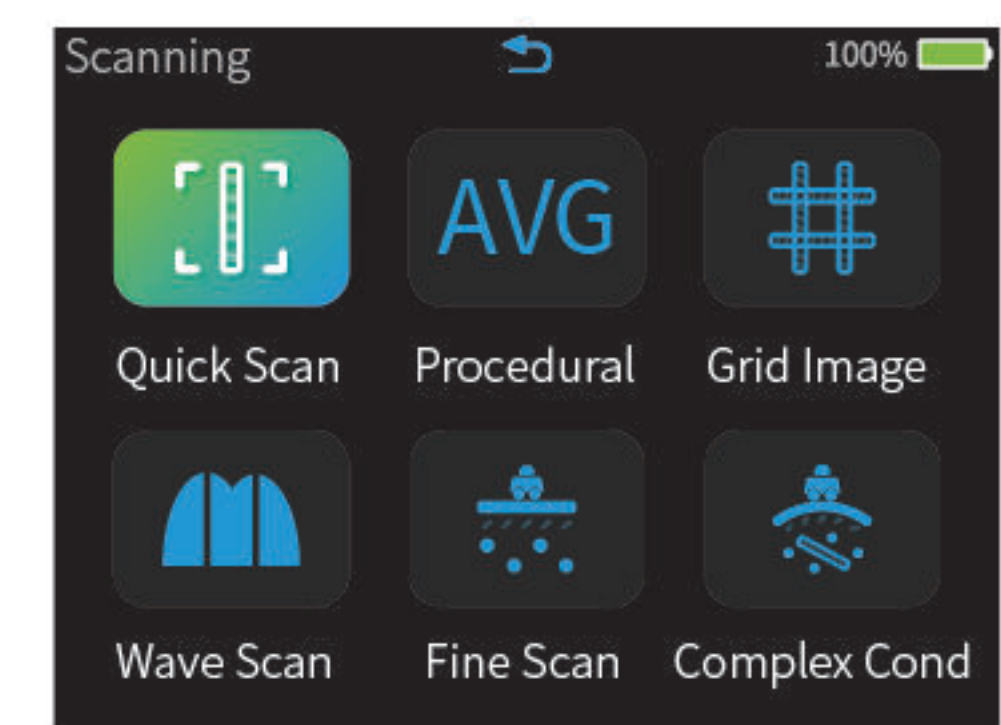 Scanning 100%
AVG
Quick Scan Procedural Grid Image
Wave Scan Fine Scan Complex Cond